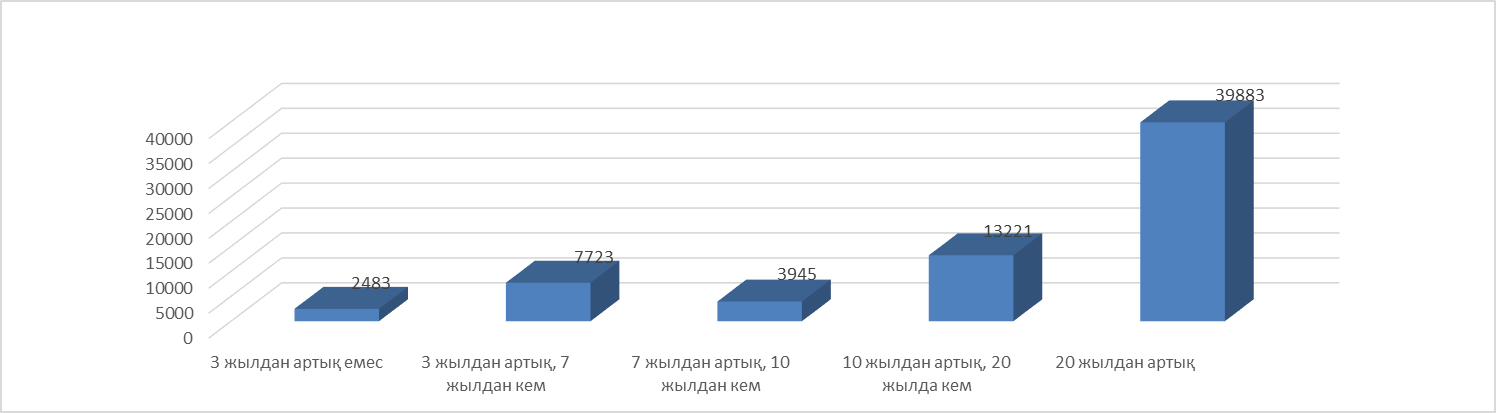 40000
35000
30000
25000
20000
15000
10000
5000
0
2483
7723
3945
13221
39883
3 жылдан артық емес
3 жылдан артық, 7
жылдан кем
7 жылдан артық, 10
жылдан кем
10 жылдан артық, 20
жылда кем
20 жылдан артық